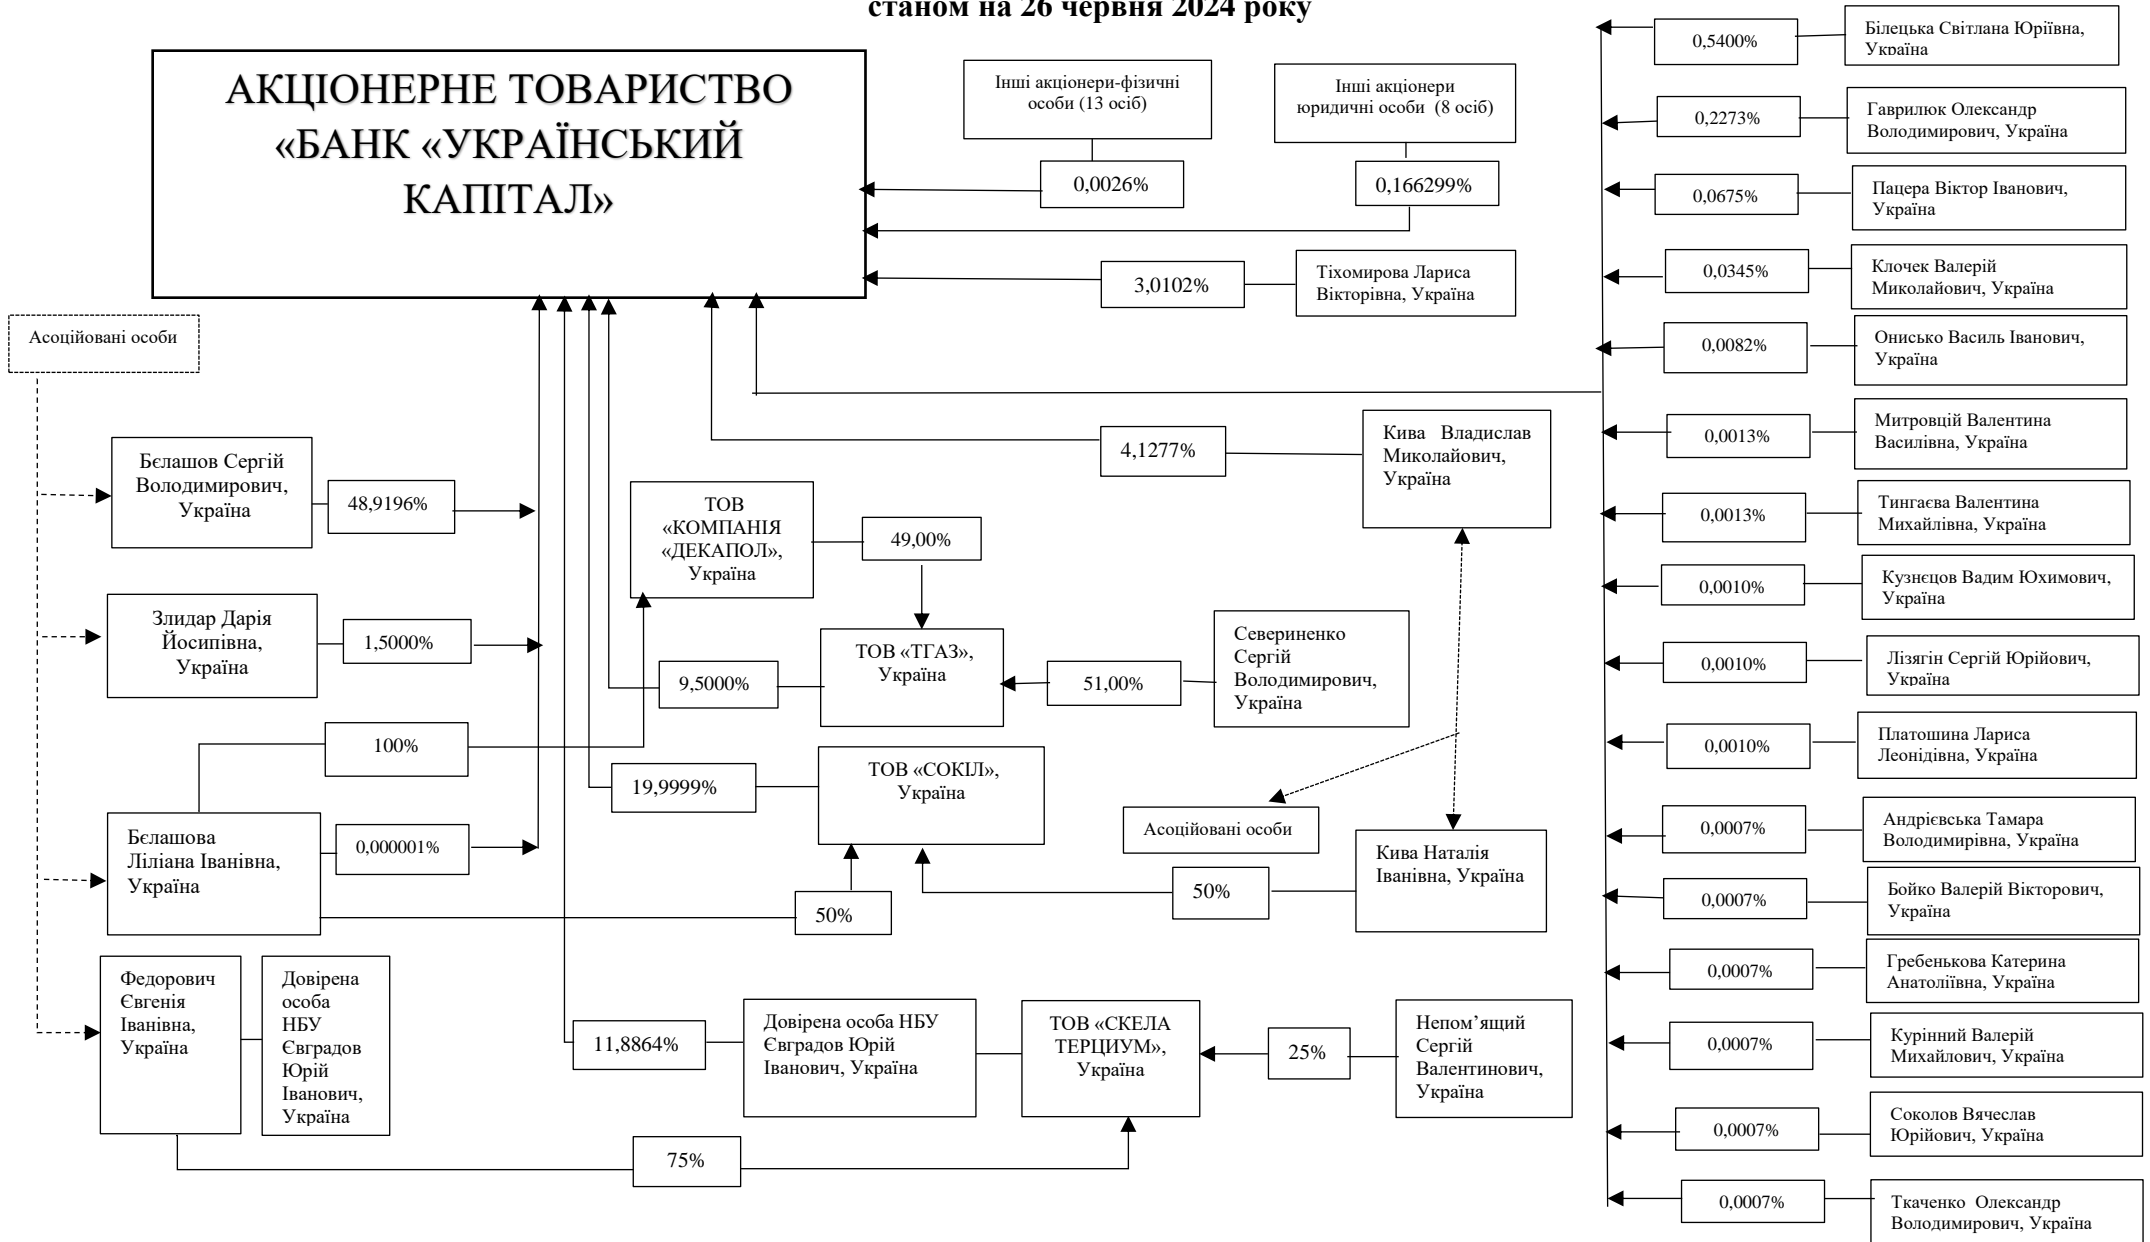 станом на 26 червня 2024 року
АКЦІОНЕРНЕ ТОВАРИСТВО
«БАНК «УКРАЇНСЬКИЙ
КАПІТАЛ»
Інші акціонери-фізичні
особи (13 осіб)
0,0026%
Інші акціонери
юридичні особи (8 осіб)
0,166299%
3,0102%
Тіхомирова Лариса
Вікторівна, Україна
Асоційовані особи
Бєлашов Сергій
Володимирович,
Україна
48,9196%
Злидар Дарія
Йосипівна,
Україна
1,5000%
100%
Бєлашова
Ліліана Іванівна,
Україна
0,000001%
Федорович
Євгенія
Іванівна,
Україна
Довірена
особа
НБУ
Євградов
Юрій
Іванович,
Україна
75%
ТОВ
«КОМПАНІЯ
«ДЕКАПОЛ»,
Україна
49,00%
9,5000%
ТОВ «ТГАЗ»,
Україна
51,00%
Севериненко
Сергій
Володимирович,
Україна
19,9999%
ТОВ «СОКІЛ»,
Україна
50%
50%
4,1277%
Кива Владислав
Миколайович,
Україна
Асоційовані особи
Кива Наталія
Іванівна, Україна
11,8864%
Довірена особа НБУ
Євградов Юрій
Іванович, Україна
ТОВ «СКЕЛА
ТЕРЦИУМ»,
Україна
25%
Непом’ящий
Сергій
Валентинович,
Україна
0,5400%
Білецька Світлана Юріївна,
Україна
0,2273%
Гаврилюк Олександр
Володимирович, Україна
0,0675%
Пацера Віктор Іванович,
Україна
0,0345%
Клочек Валерій
Миколайович, Україна
0,0082%
Онисько Василь Іванович,
Україна
0,0013%
Митровцій Валентина
Василівна, Україна
0,0013%
Тингаєва Валентина
Михайлівна, Україна
0,0010%
Кузнєцов Вадим Юхимович,
Україна
0,0010%
Лізягін Сергій Юрійович,
Україна
0,0010%
Платошина Лариса
Леонідівна, Україна
0,0007%
Андрієвська Тамара
Володимирівна, Україна
0,0007%
Бойко Валерій Вікторович,
Україна
0,0007%
Гребенькова Катерина
Анатоліївна, Україна
0,0007%
Курінний Валерій
Михайлович, Україна
0,0007%
Соколов Вячеслав
Юрійович, Україна
0,0007%
Ткаченко Олександр
Володимирович, Україна